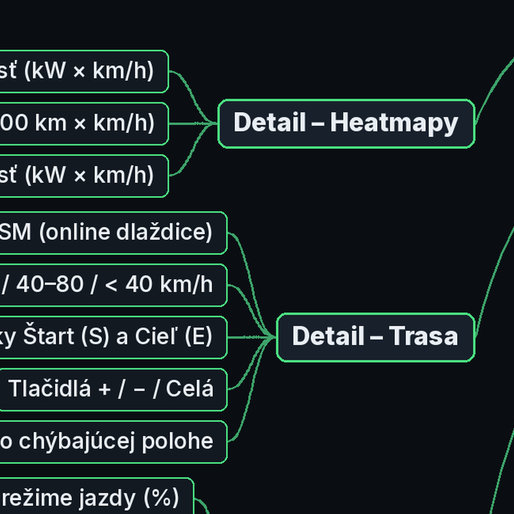 sť (kW × km/h)
00 km × km/h)
sť (kW × km/h)
Detail – Heatmapy
SM (online dlaždice)
/ 40–80 / < 40 km/h
ky Štart (S) a Cieľ (E)
Tlačidlá + / − / Celá
o chýbajúcej polohe
Detail – Trasa
režime jazdy (%)